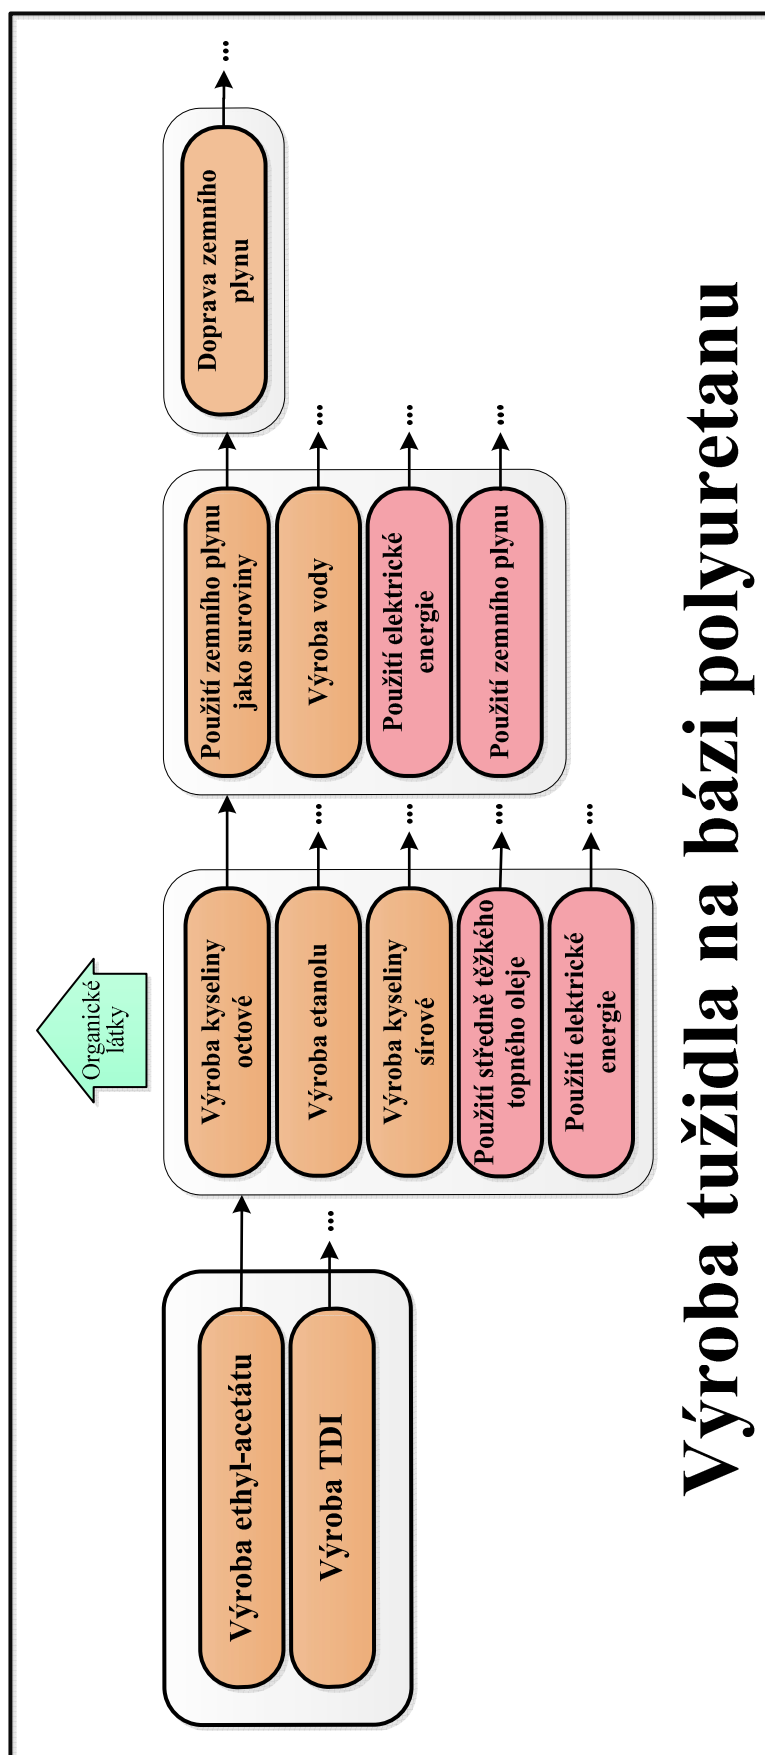 Výroba tužidla na bázi polyuretanu
Výroba ethyl-acetátu
Výroba TDI
...
Organické
látky
Výroba kyseliny
octové
Výroba etanolu
...
Výroba kyseliny
sírové
...
Použití středně těžkého
topného oleje
...
Použití elektrické
energie
...
Použití zemního plynu
jako suroviny
Výroba vody
...
Použití elektrické
energie
...
Použití zemního plynu
...
Doprava zemního
plynu
...